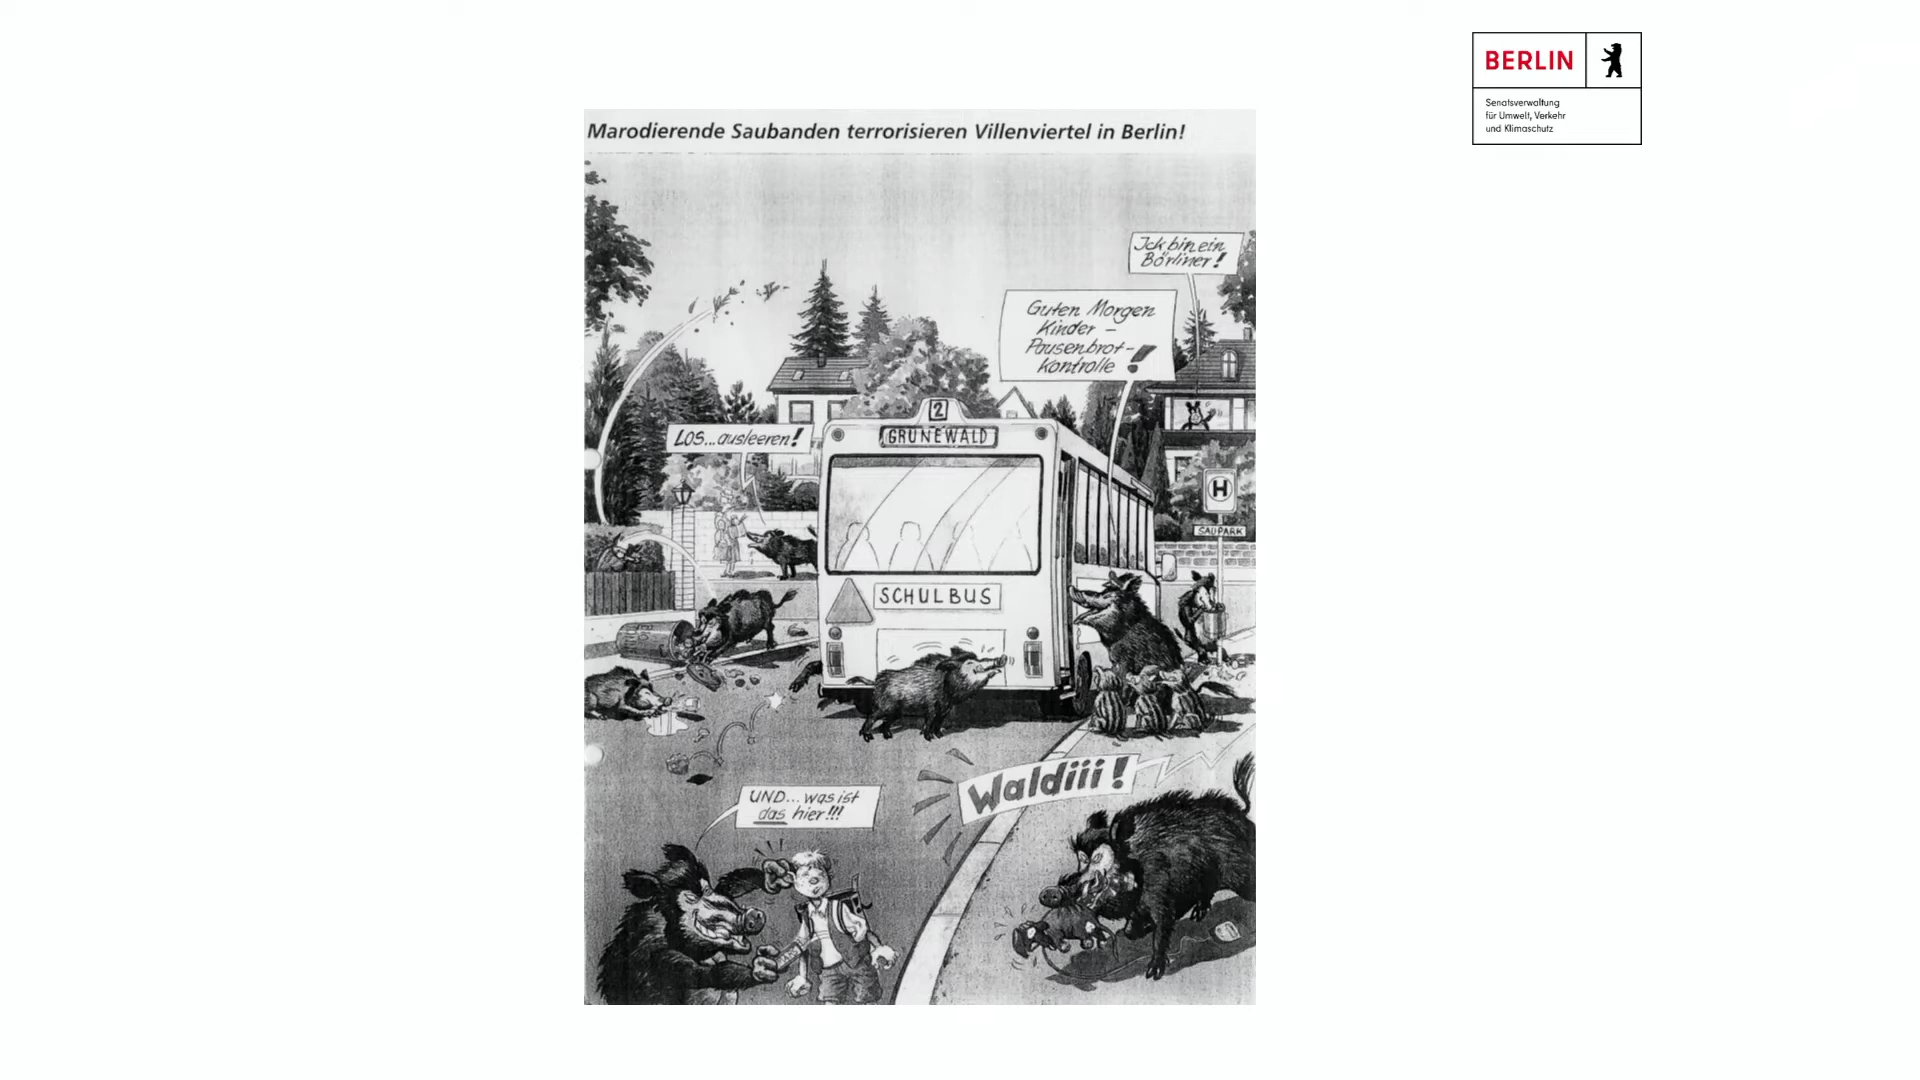 BERLIN
Senatsverwaltung
für Umwelt, Verkehr
und Klimaschutz
Marodierende Saubanden terrorisieren Villenviertel in Berlin!
Jck bin ein
Börliner!
Guten Morgen
Kinder –
Pausenbrot-
Kontrolle!
LOS...ausleeren!
2
GRUNEWALD
H
SAUPARK
SCHULBUS
Waldiii!
UND...was ist
das hier!!!